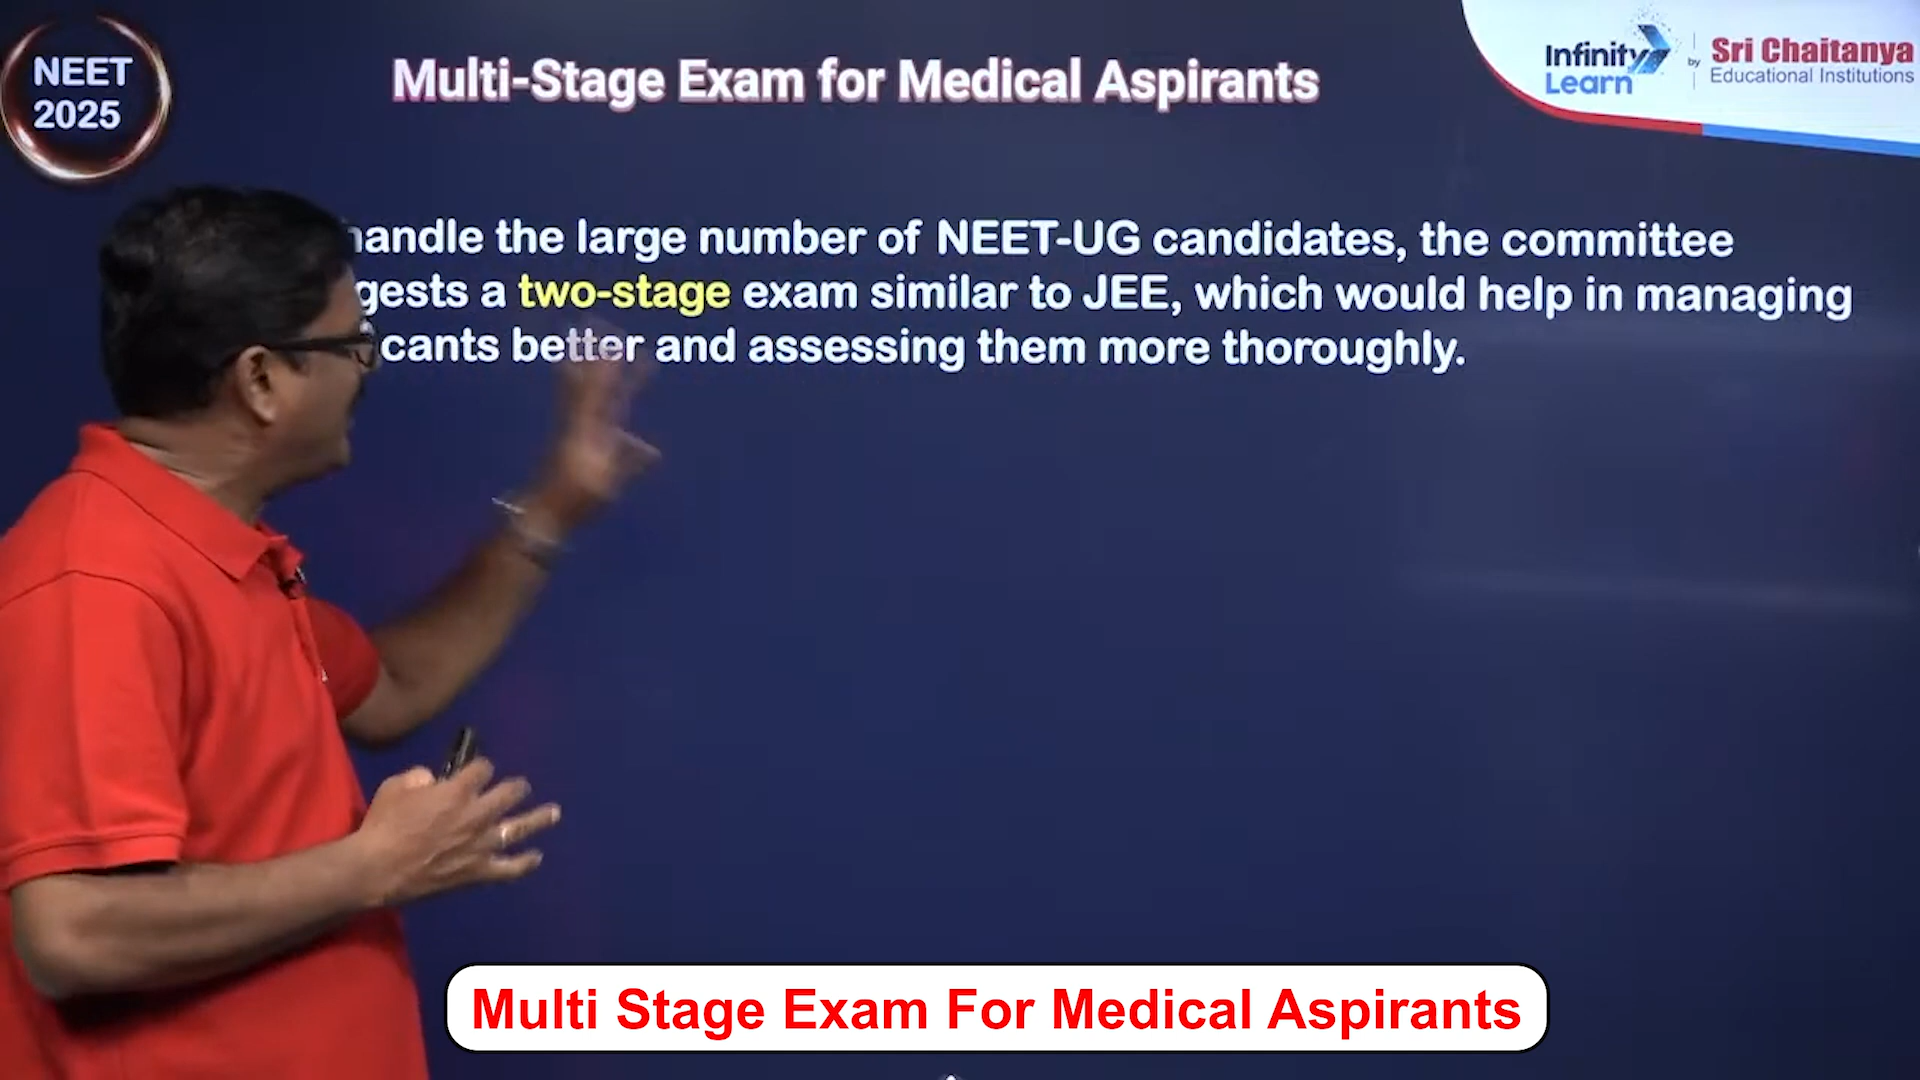 NEET
2025
Multi-Stage Exam for Medical Aspirants
Infinity
Learn
by
Sri Chaitanya
Educational Institutions
handle the large number of NEET-UG candidates, the committee
gests a two-stage exam similar to JEE, which would help in managing
cants better and assessing them more thoroughly.
Multi Stage Exam For Medical Aspirants